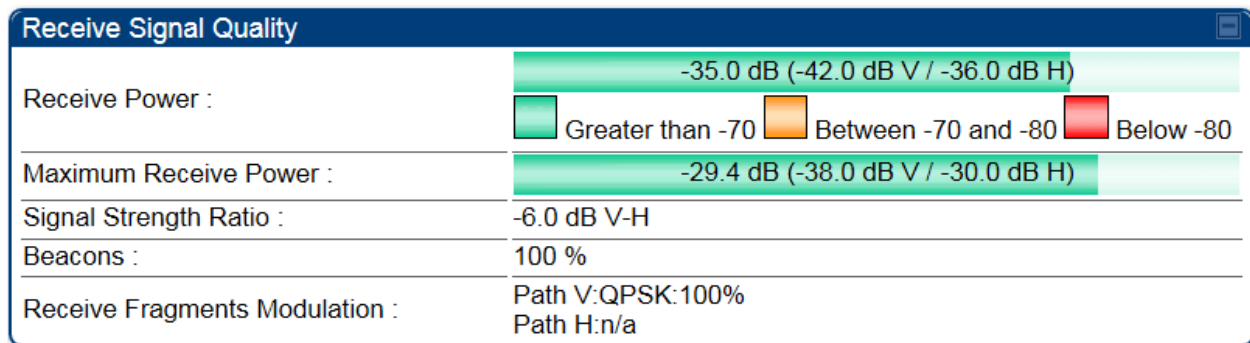 Receive Signal Quality
Receive Power :
-35.0 dB (-42.0 dB V / -36.0 dB H)
Greater than -70 Between -70 and -80 Below -80
Maximum Receive Power :
-29.4 dB (-38.0 dB V / -30.0 dB H)
Signal Strength Ratio :
-6.0 dB V-H
Beacons :
100 %
Receive Fragments Modulation :
Path V:QPSK:100%
Path H:n/a